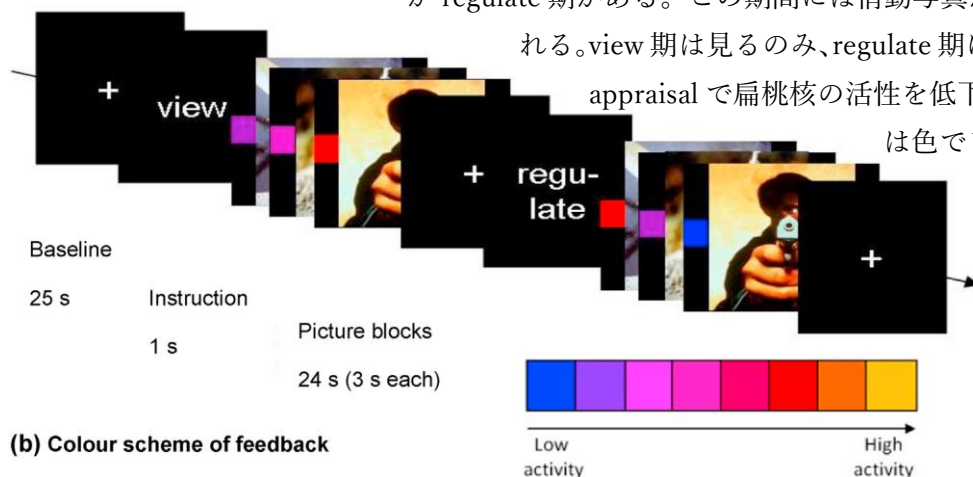 が regulate 期がある。この期間には情動写真が
れる。view 期は見るのみ、regulate 期に
appraisal で扁桃核の活性を低下
は色で
+
view
+
regu-
late
+
Baseline
25 s
Instruction
1 s
Picture blocks
24 s (3 s each)
(b) Colour scheme of feedback
Low
activity
High
activity